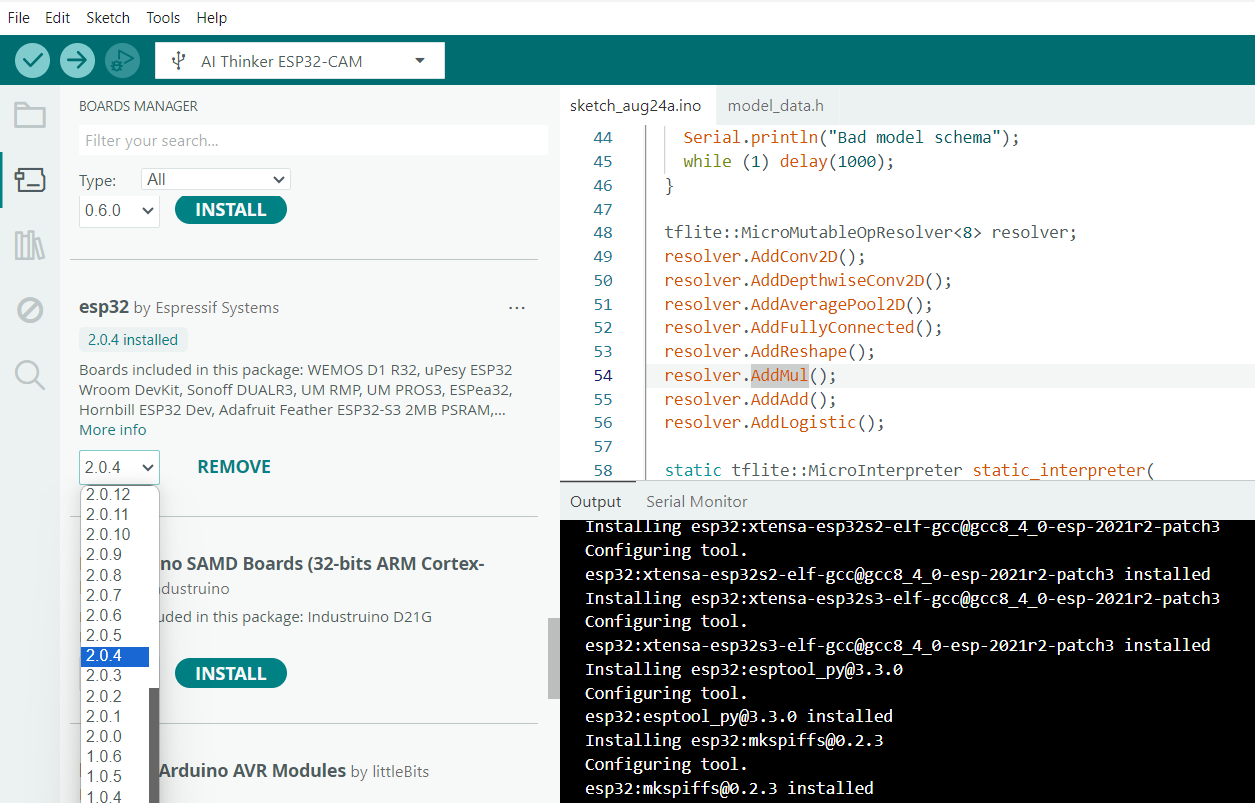 File Edit Sketch Tools Help
AI Thinker ESP32-CAM
BOARDS MANAGER
Filter your search...
Type: All
0.6.0 INSTALL
esp32 by Espressif Systems
2.0.4 installed
Boards included in this package: WEMOS D1 R32, uPesy ESP32
Wroom DevKit, Sonoff DUALR3, UM RMP, UM PROS3, ESPea32,
Hornbill ESP32 Dev, Adafruit Feather ESP32-S3 2MB PSRAM,...
More info
2.0.4 REMOVE
2.0.12
2.0.11
2.0.10
2.0.9
2.0.8
2.0.7
2.0.6
2.0.5
2.0.4
2.0.3
2.0.2
2.0.1
2.0.0
1.0.6
1.0.5
1.0.4
no SAMD Boards (32-bits ARM Cortex-
dustruino
uded in this package: Industruino D21G
INSTALL
Arduino AVR Modules by littleBits
sketch_aug24a.ino model_data.h
44 Serial.println("Bad model schema");
45 while (1) delay(1000);
46 }
47
48 tflite::MicroMutableOpResolver<8> resolver;
49 resolver.AddConv2D();
50 resolver.AddDepthwiseConv2D();
51 resolver.AddAveragePool2D();
52 resolver.AddFullyConnected();
53 resolver.AddReshape();
54 resolver.AddMul();
55 resolver.AddAdd();
56 resolver.AddLogistic();
57
58 static tflite::MicroInterpreter static_interpreter(
Output Serial Monitor
Installing esp32:xtensa-esp32s2-elf-gcc@gcc8_4_0-esp-2021r2-patch3
Configuring tool.
esp32:xtensa-esp32s2-elf-gcc@gcc8_4_0-esp-2021r2-patch3 installed
Installing esp32:xtensa-esp32s3-elf-gcc@gcc8_4_0-esp-2021r2-patch3
Configuring tool.
esp32:xtensa-esp32s3-elf-gcc@gcc8_4_0-esp-2021r2-patch3 installed
Installing esp32:esptool_py@3.3.0
Configuring tool.
esp32:esptool_py@3.3.0 installed
Installing esp32:mkspiffs@0.2.3
Configuring tool.
esp32:mkspiffs@0.2.3 installed